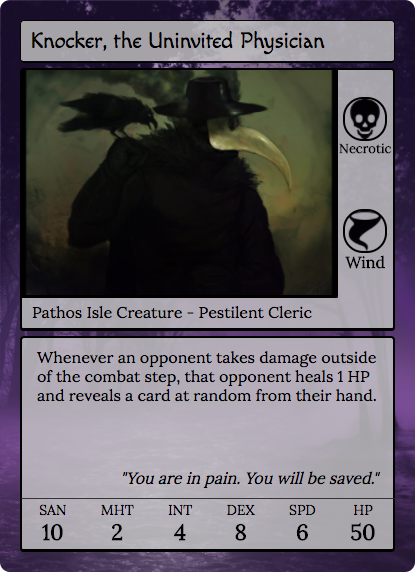 Knocker, the Uninvited Physician
Necrotic
Wind
Pathos Isle Creature - Pestilent Cleric
Whenever an opponent takes damage outside
of the combat step, that opponent heals 1 HP
and reveals a card at random from their hand.
"You are in pain. You will be saved."
SAN MHT INT DEX SPD HP
10 2 4 8 6 50